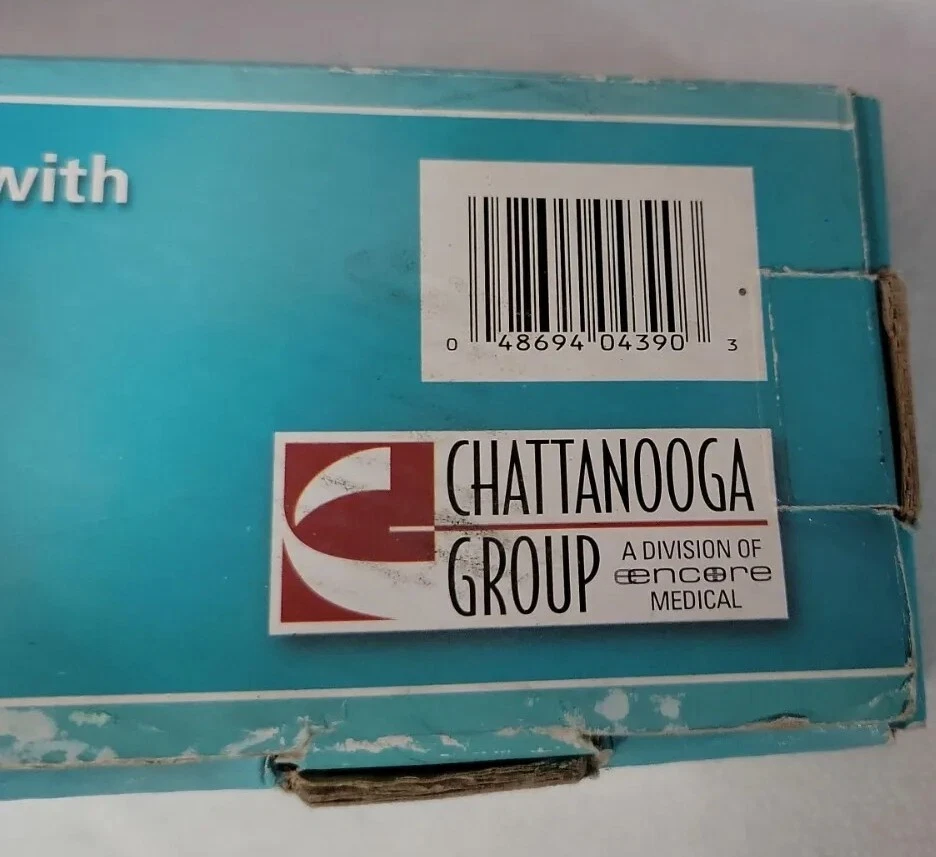 with
0 48694 04390 3
CHATTANOOGA
GROUP
A DIVISION OF
encore
MEDICAL